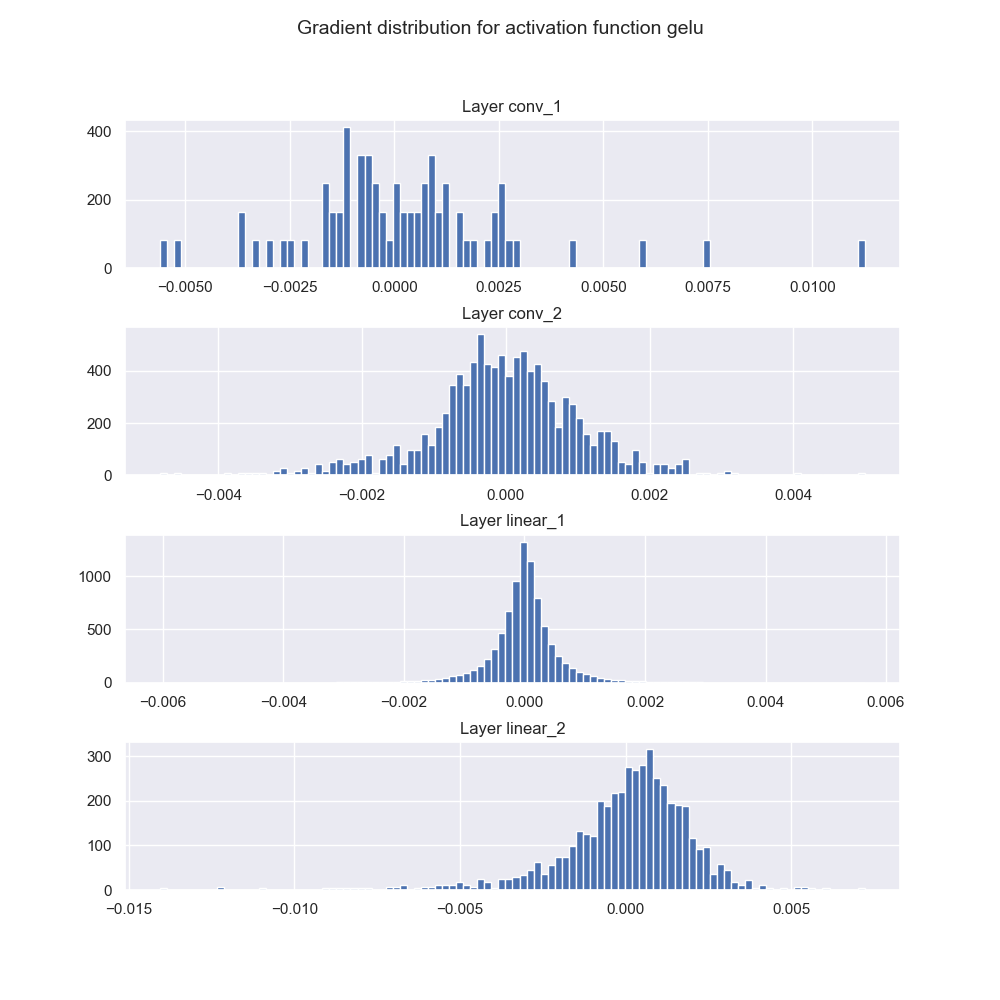 Gradient distribution for activation function gelu
Layer conv_1
400
200
0
−0.0050 −0.0025 0.0000 0.0025 0.0050 0.0075 0.0100
Layer conv_2
400
200
0
−0.004 −0.002 0.000 0.002 0.004
Layer linear_1
1000
500
0
−0.006 −0.004 −0.002 0.000 0.002 0.004 0.006
Layer linear_2
300
200
100
0
−0.015 −0.010 −0.005 0.000 0.005